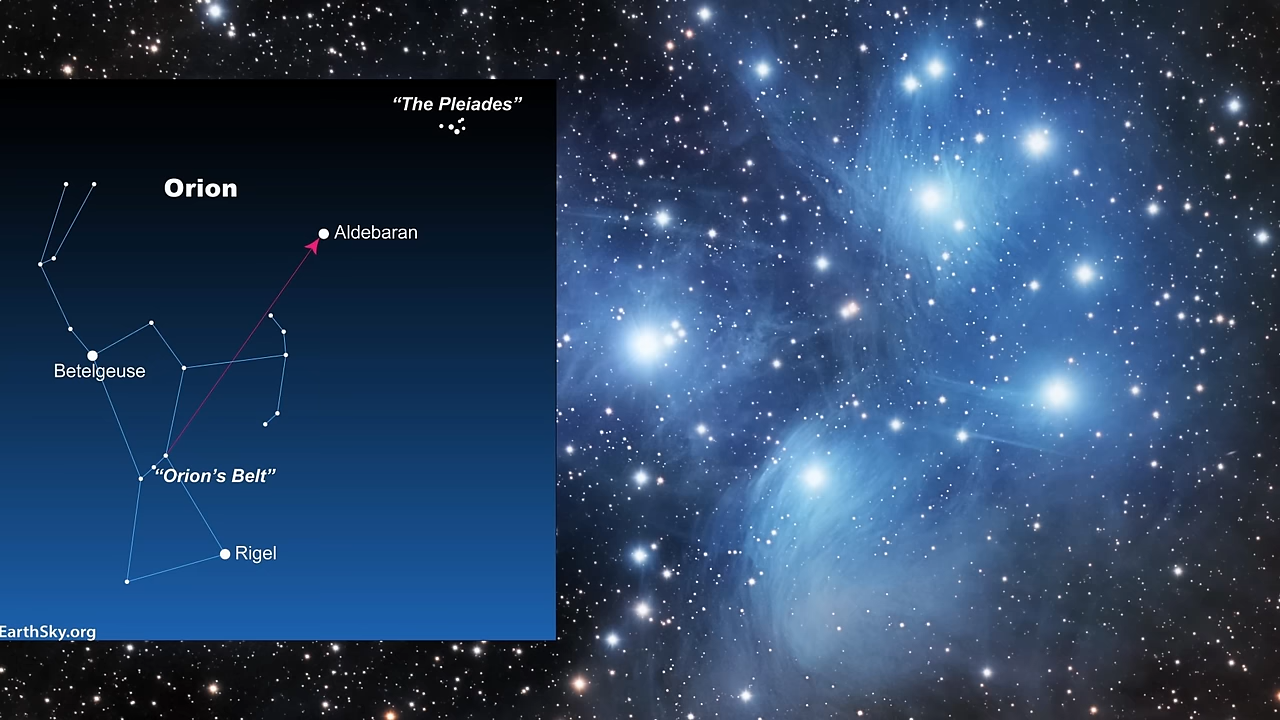 “The Pleiades”
Orion
Aldebaran
Betelgeuse
“Orion’s Belt”
Rigel
EarthSky.org